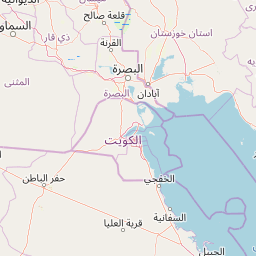 الديوانية
قلعة صالح
ذي قار
السماو
استان خوزستان
القرنة
المثنى
البصرة
آبادان
البصرة
الكويت
حفر الباطن
الخفجي
السفانية
قرية العليا
الجبيل